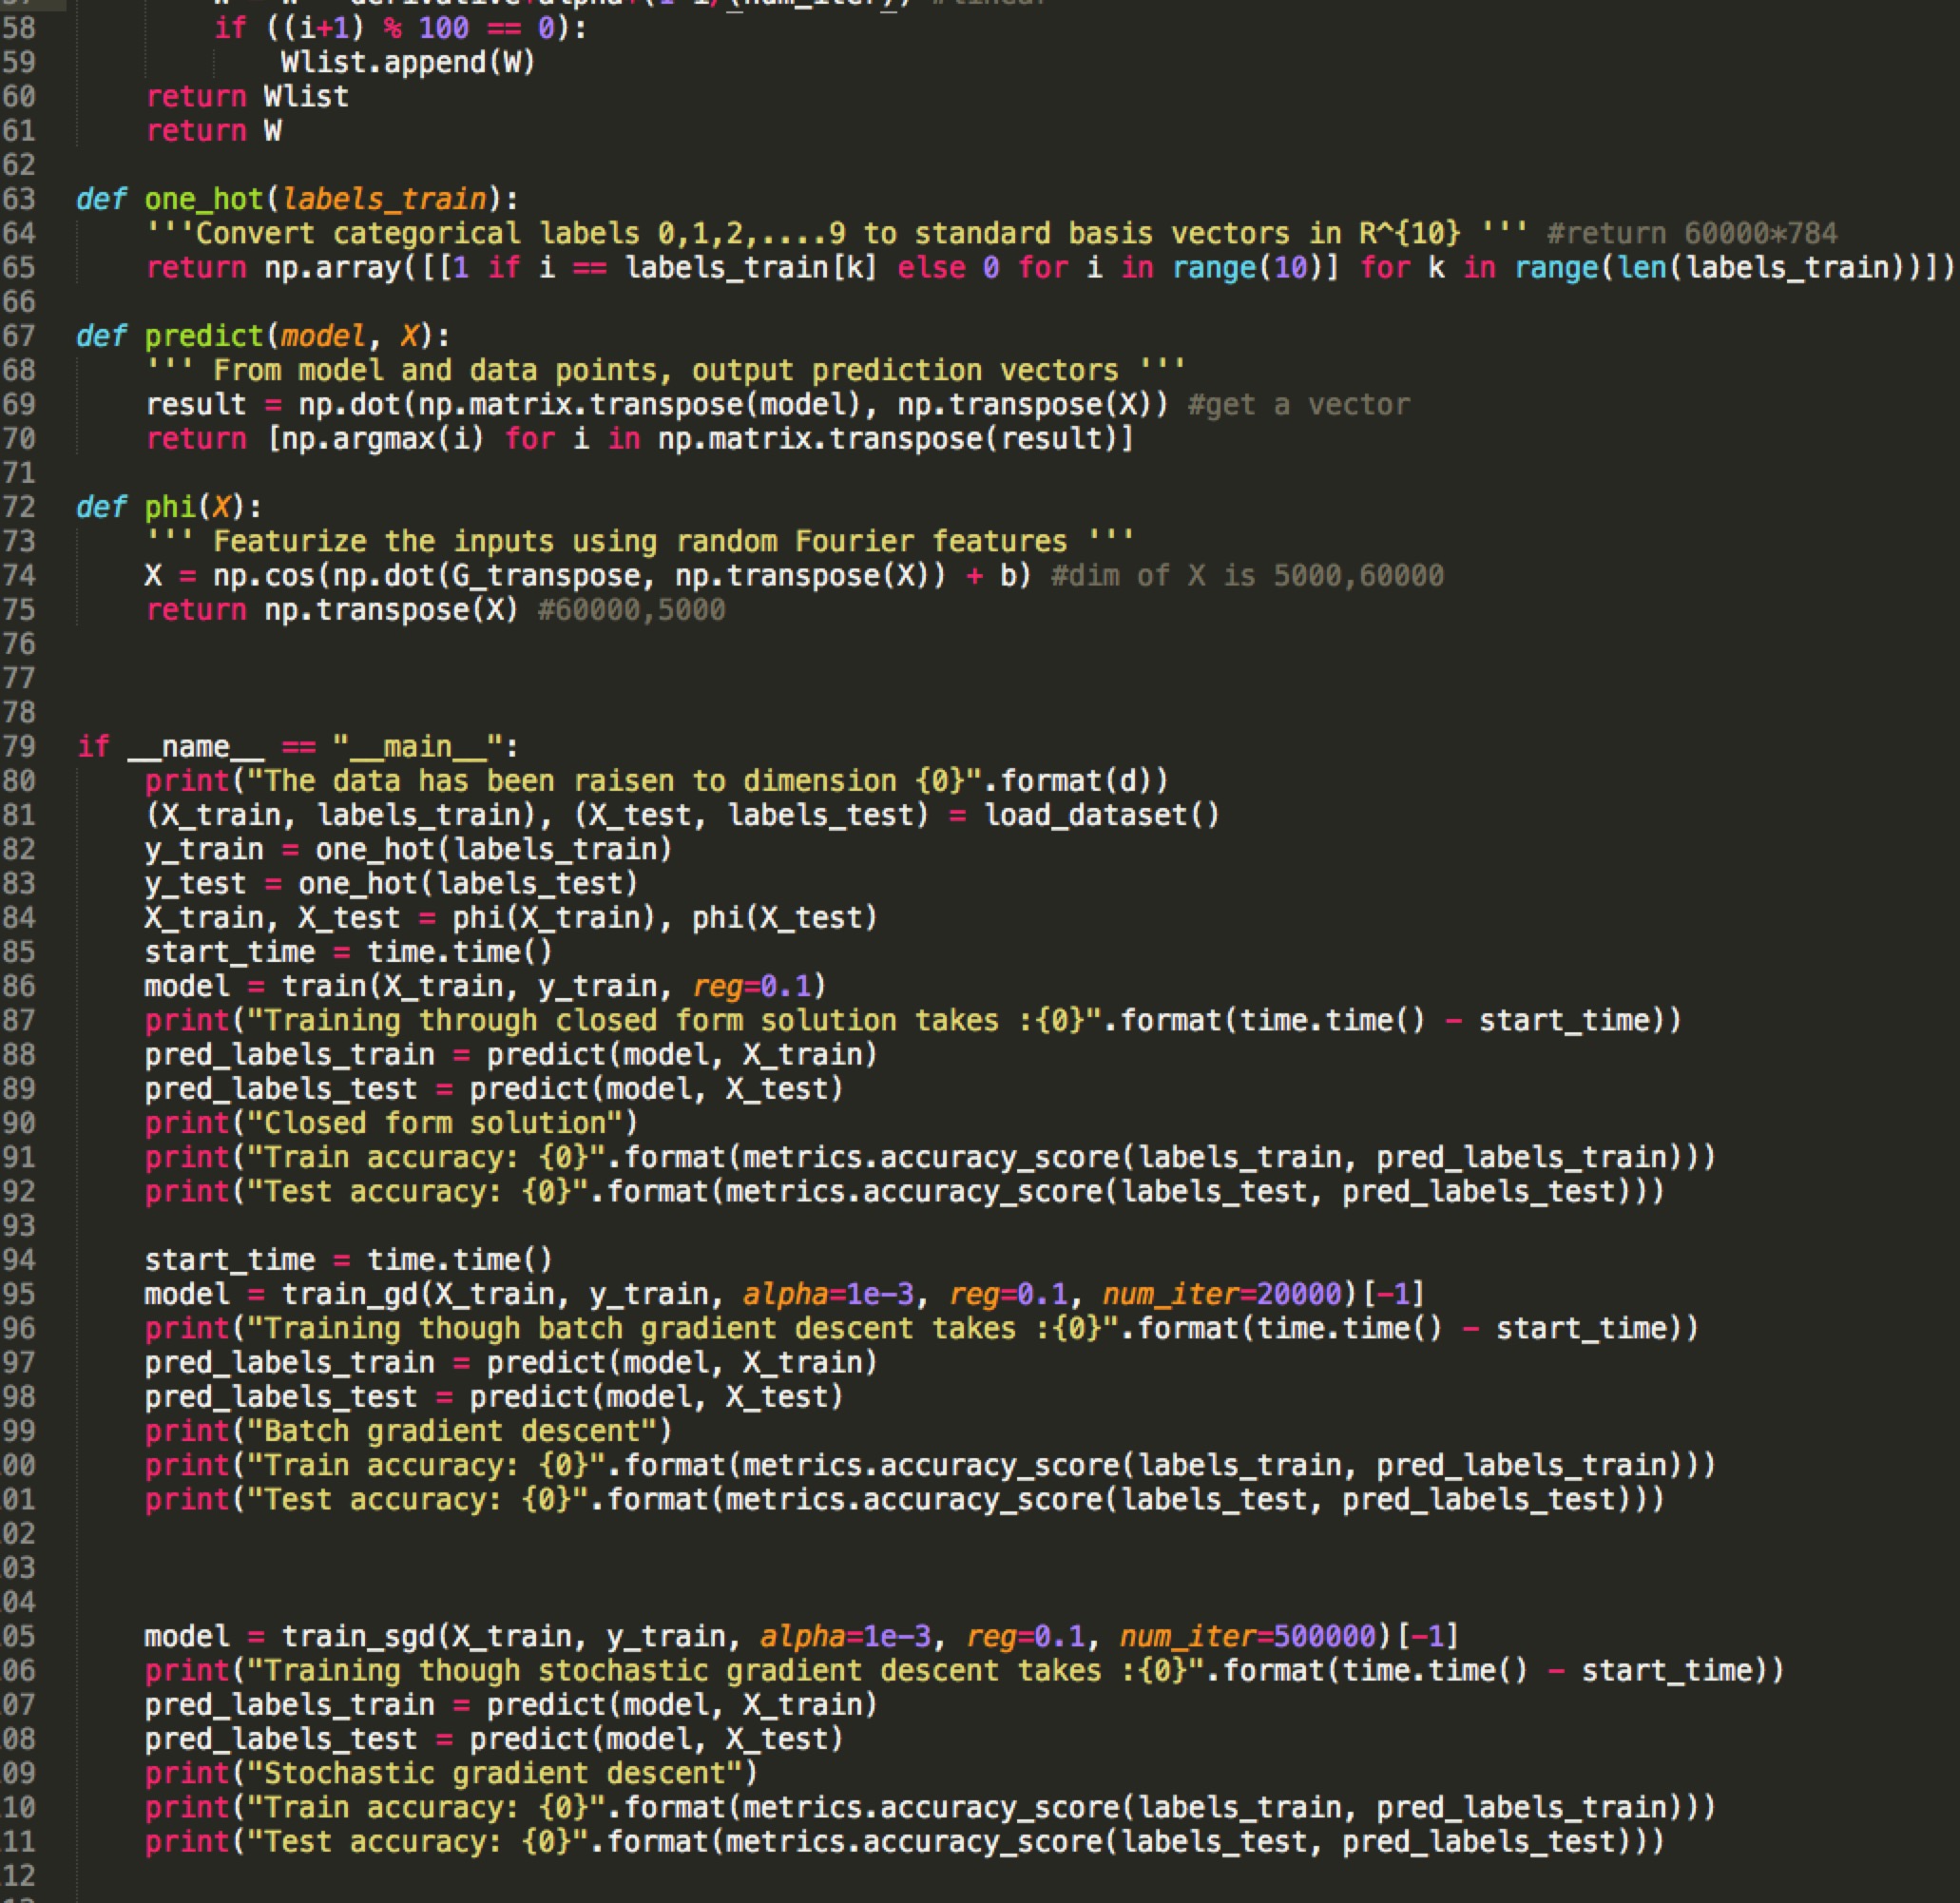 58 if ((i+1) % 100 == 0):
59 Wlist.append(W)
60 return Wlist
61 return W
62
63 def one_hot(labels_train):
64 '''Convert categorical labels 0,1,2,....9 to standard basis vectors in R^{10} ''' #return 60000*784
65 return np.array([[1 if i == labels_train[k] else 0 for i in range(10)] for k in range(len(labels_train))])
66
67 def predict(model, X):
68 ''' From model and data points, output prediction vectors '''
69 result = np.dot(np.matrix.transpose(model), np.transpose(X)) #get a vector
70 return [np.argmax(i) for i in np.matrix.transpose(result)]
71
72 def phi(X):
73 ''' Featurize the inputs using random Fourier features '''
74 X = np.cos(np.dot(G_transpose, np.transpose(X)) + b) #dim of X is 5000,60000
75 return np.transpose(X) #60000,5000
76
77
78
79 if __name__ == "__main__":
80 print("The data has been raisen to dimension {0}".format(d))
81 (X_train, labels_train), (X_test, labels_test) = load_dataset()
82 y_train = one_hot(labels_train)
83 y_test = one_hot(labels_test)
84 X_train, X_test = phi(X_train), phi(X_test)
85 start_time = time.time()
86 model = train(X_train, y_train, reg=0.1)
87 print("Training through closed form solution takes :{0}".format(time.time() - start_time))
88 pred_labels_train = predict(model, X_train)
89 pred_labels_test = predict(model, X_test)
90 print("Closed form solution")
91 print("Train accuracy: {0}".format(metrics.accuracy_score(labels_train, pred_labels_train)))
92 print("Test accuracy: {0}".format(metrics.accuracy_score(labels_test, pred_labels_test)))
93
94 start_time = time.time()
95 model = train_gd(X_train, y_train, alpha=1e-3, reg=0.1, num_iter=20000)[-1]
96 print("Training though batch gradient descent takes :{0}".format(time.time() - start_time))
97 pred_labels_train = predict(model, X_train)
98 pred_labels_test = predict(model, X_test)
99 print("Batch gradient descent")
00 print("Train accuracy: {0}".format(metrics.accuracy_score(labels_train, pred_labels_train)))
01 print("Test accuracy: {0}".format(metrics.accuracy_score(labels_test, pred_labels_test)))
02
03
04
05 model = train_sgd(X_train, y_train, alpha=1e-3, reg=0.1, num_iter=500000)[-1]
06 print("Training though stochastic gradient descent takes :{0}".format(time.time() - start_time))
07 pred_labels_train = predict(model, X_train)
08 pred_labels_test = predict(model, X_test)
09 print("Stochastic gradient descent")
10 print("Train accuracy: {0}".format(metrics.accuracy_score(labels_train, pred_labels_train)))
11 print("Test accuracy: {0}".format(metrics.accuracy_score(labels_test, pred_labels_test)))
12